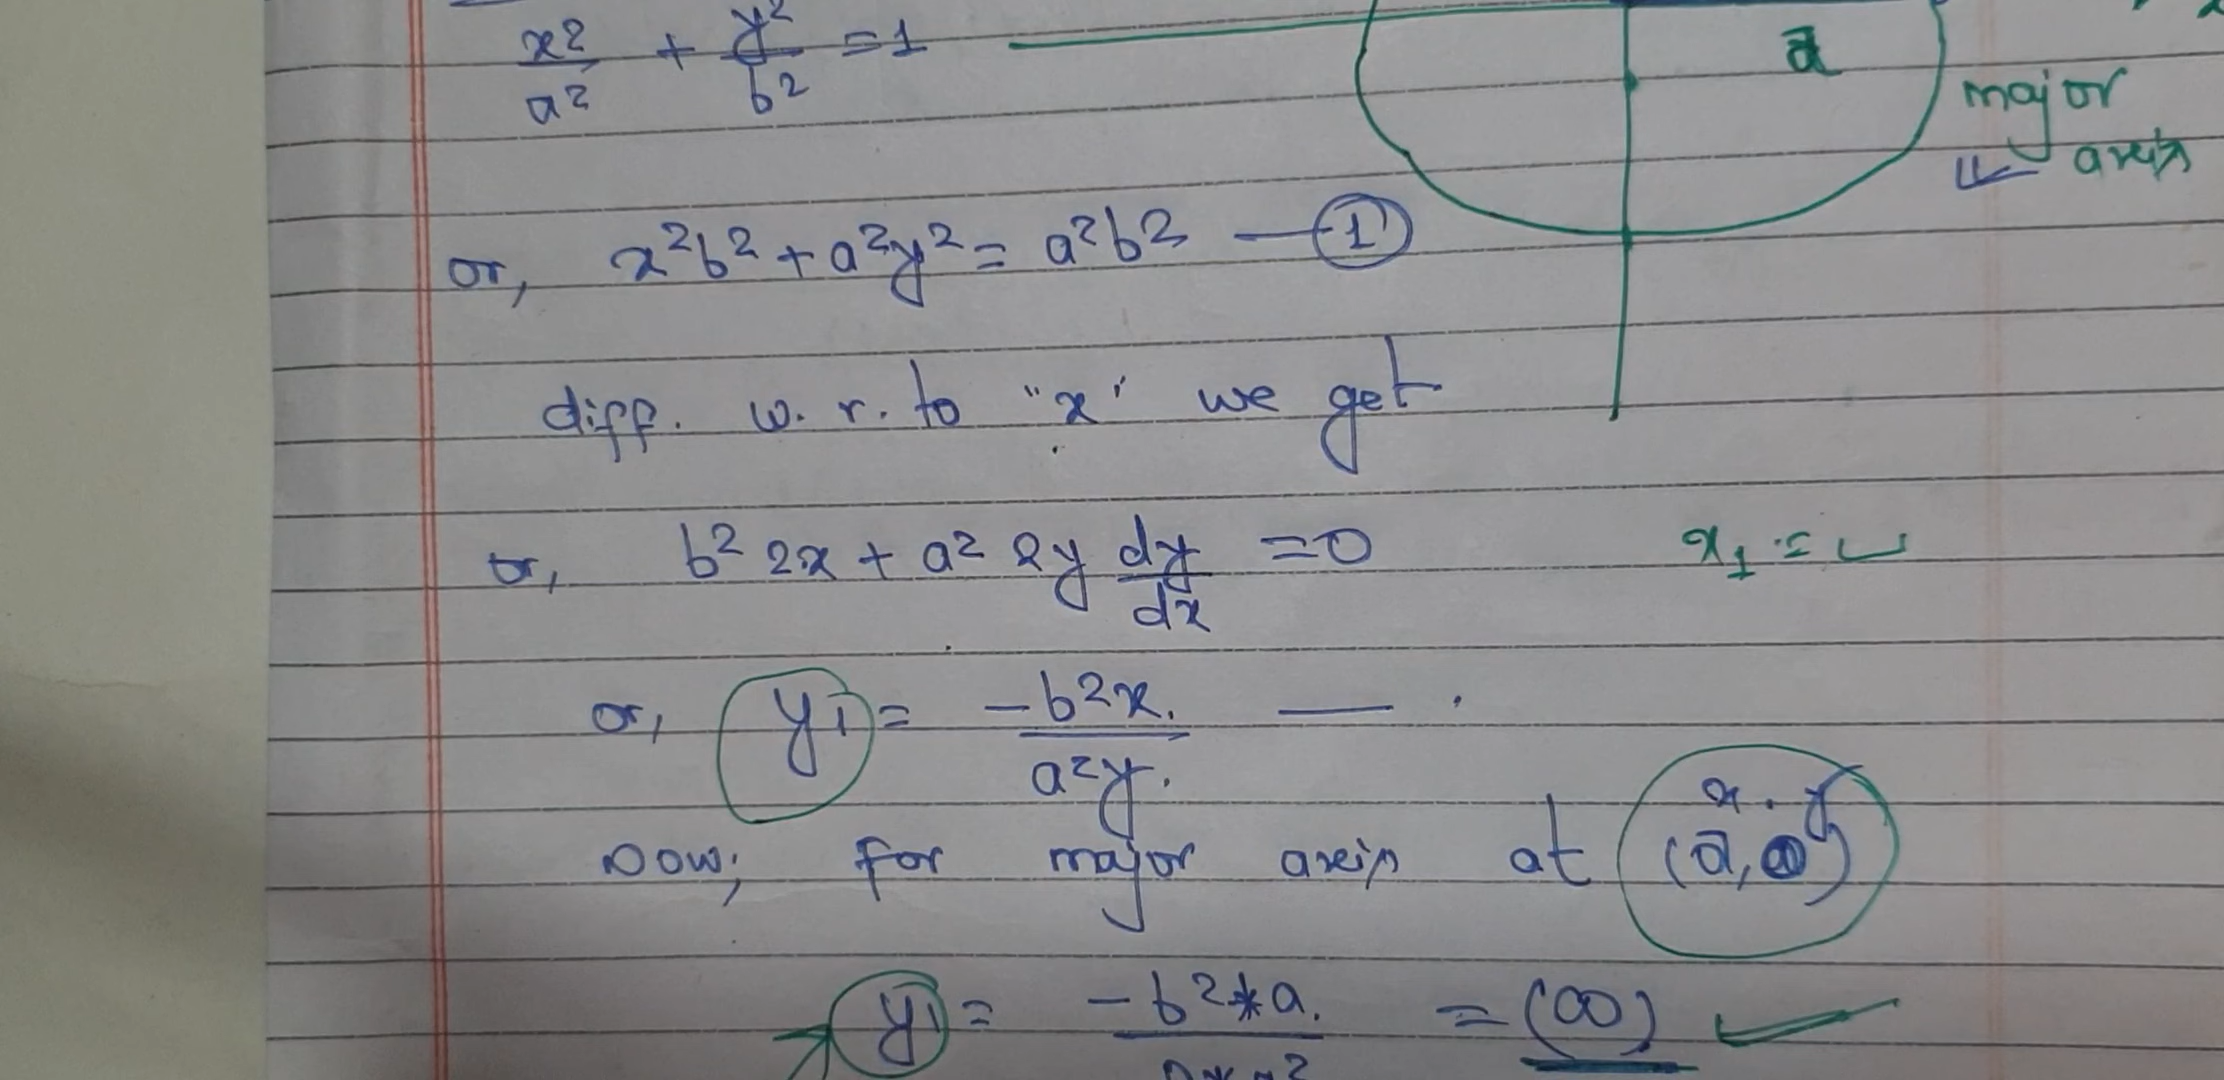 x²/a² + y²/b² = 1
a
major
axis
or, x²b² + a²y² = a²b² — ①
diff. w. r. to "x' we get
or, b² 2x + a² 2y dy/dx = 0
x₁ =
or, y₁ = -b²x. / a²y. —
x . y
Now; for major axis at (a, 0)
y₁ = -b² * a. = (∞)